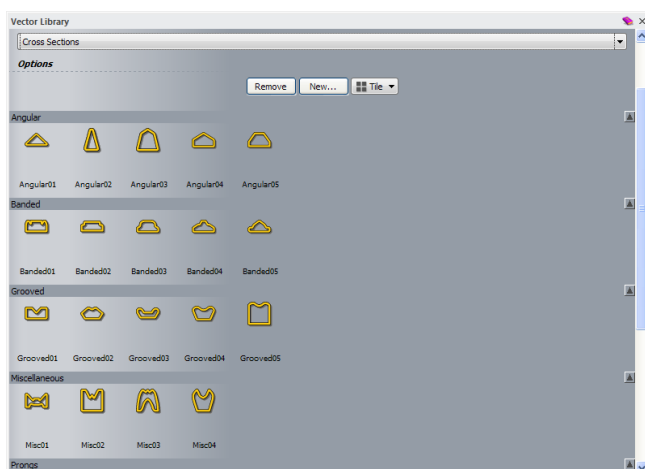 Vector Library
Cross Sections
Options
Remove New... Tile
Angular
Angular01 Angular02 Angular03 Angular04 Angular05
Banded
Banded01 Banded02 Banded03 Banded04 Banded05
Grooved
Grooved01 Grooved02 Grooved03 Grooved04 Grooved05
Miscellaneous
Misc01 Misc02 Misc03 Misc04
Prongs